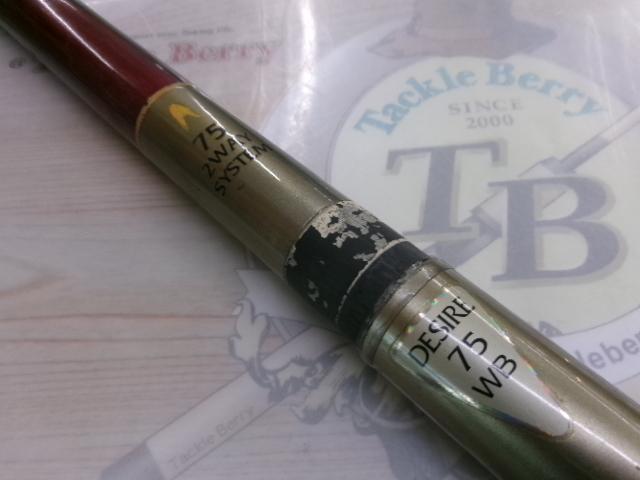 Berry
Tackle Berry
SINCE
2000
TB
75
2WAY
SYSTEM
DESIRE
75
WB
Tackle Berry